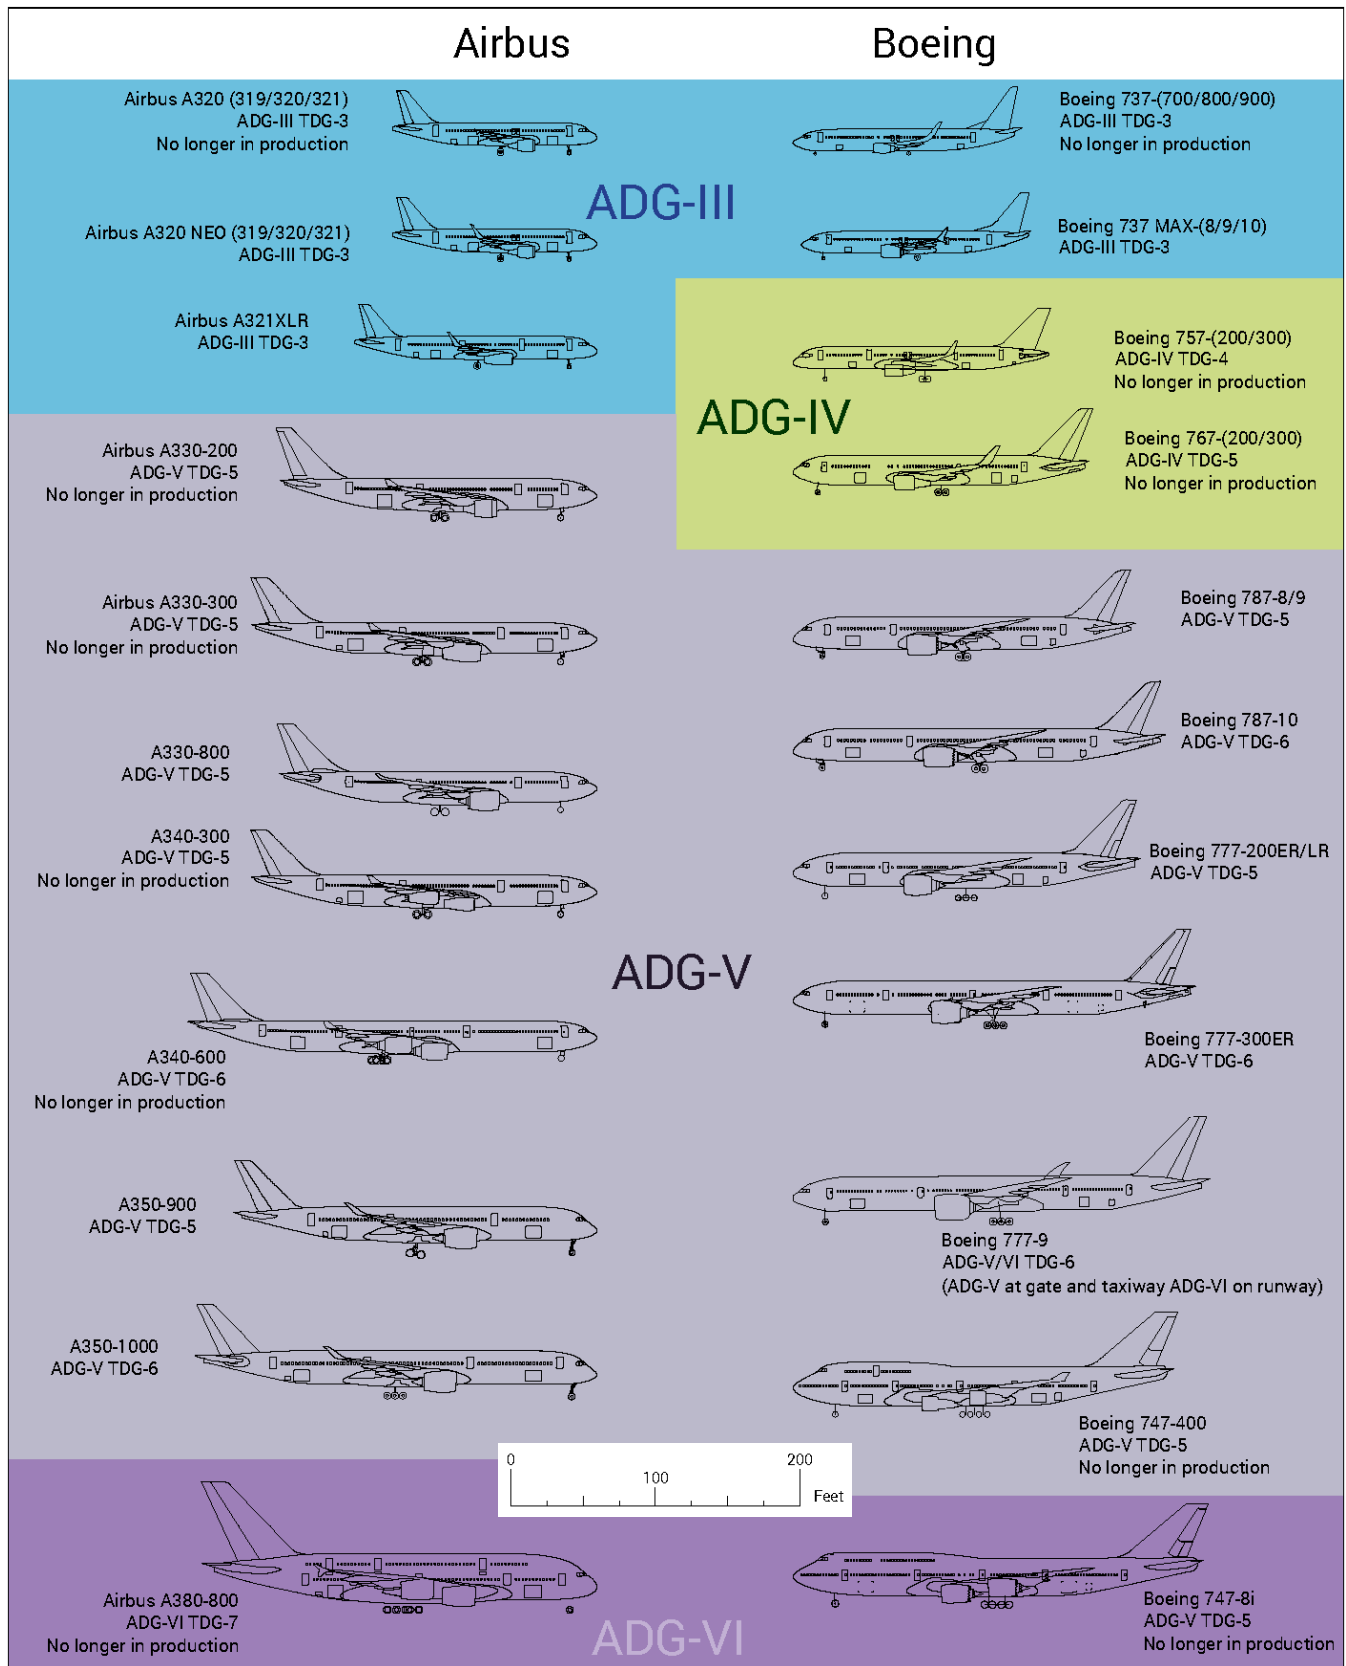 Airbus
Boeing
Airbus A320 (319/320/321)
ADG-III TDG-3
No longer in production
Boeing 737-(700/800/900)
ADG-III TDG-3
No longer in production
ADG-III
Airbus A320 NEO (319/320/321)
ADG-III TDG-3
Boeing 737 MAX-(8/9/10)
ADG-III TDG-3
Airbus A321XLR
ADG-III TDG-3
Boeing 757-(200/300)
ADG-IV TDG-4
No longer in production
ADG-IV
Airbus A330-200
ADG-V TDG-5
No longer in production
Boeing 767-(200/300)
ADG-IV TDG-5
No longer in production
Airbus A330-300
ADG-V TDG-5
No longer in production
Boeing 787-8/9
ADG-V TDG-5
A330-800
ADG-V TDG-5
Boeing 787-10
ADG-V TDG-6
A340-300
ADG-V TDG-5
No longer in production
Boeing 777-200ER/LR
ADG-V TDG-5
ADG-V
A340-600
ADG-V TDG-6
No longer in production
Boeing 777-300ER
ADG-V TDG-6
A350-900
ADG-V TDG-5
Boeing 777-9
ADG-V/VI TDG-6
(ADG-V at gate and taxiway ADG-VI on runway)
A350-1000
ADG-V TDG-6
Boeing 747-400
ADG-V TDG-5
No longer in production
0
100
200
Feet
Airbus A380-800
ADG-VI TDG-7
No longer in production
Boeing 747-8i
ADG-V TDG-5
No longer in production
ADG-VI